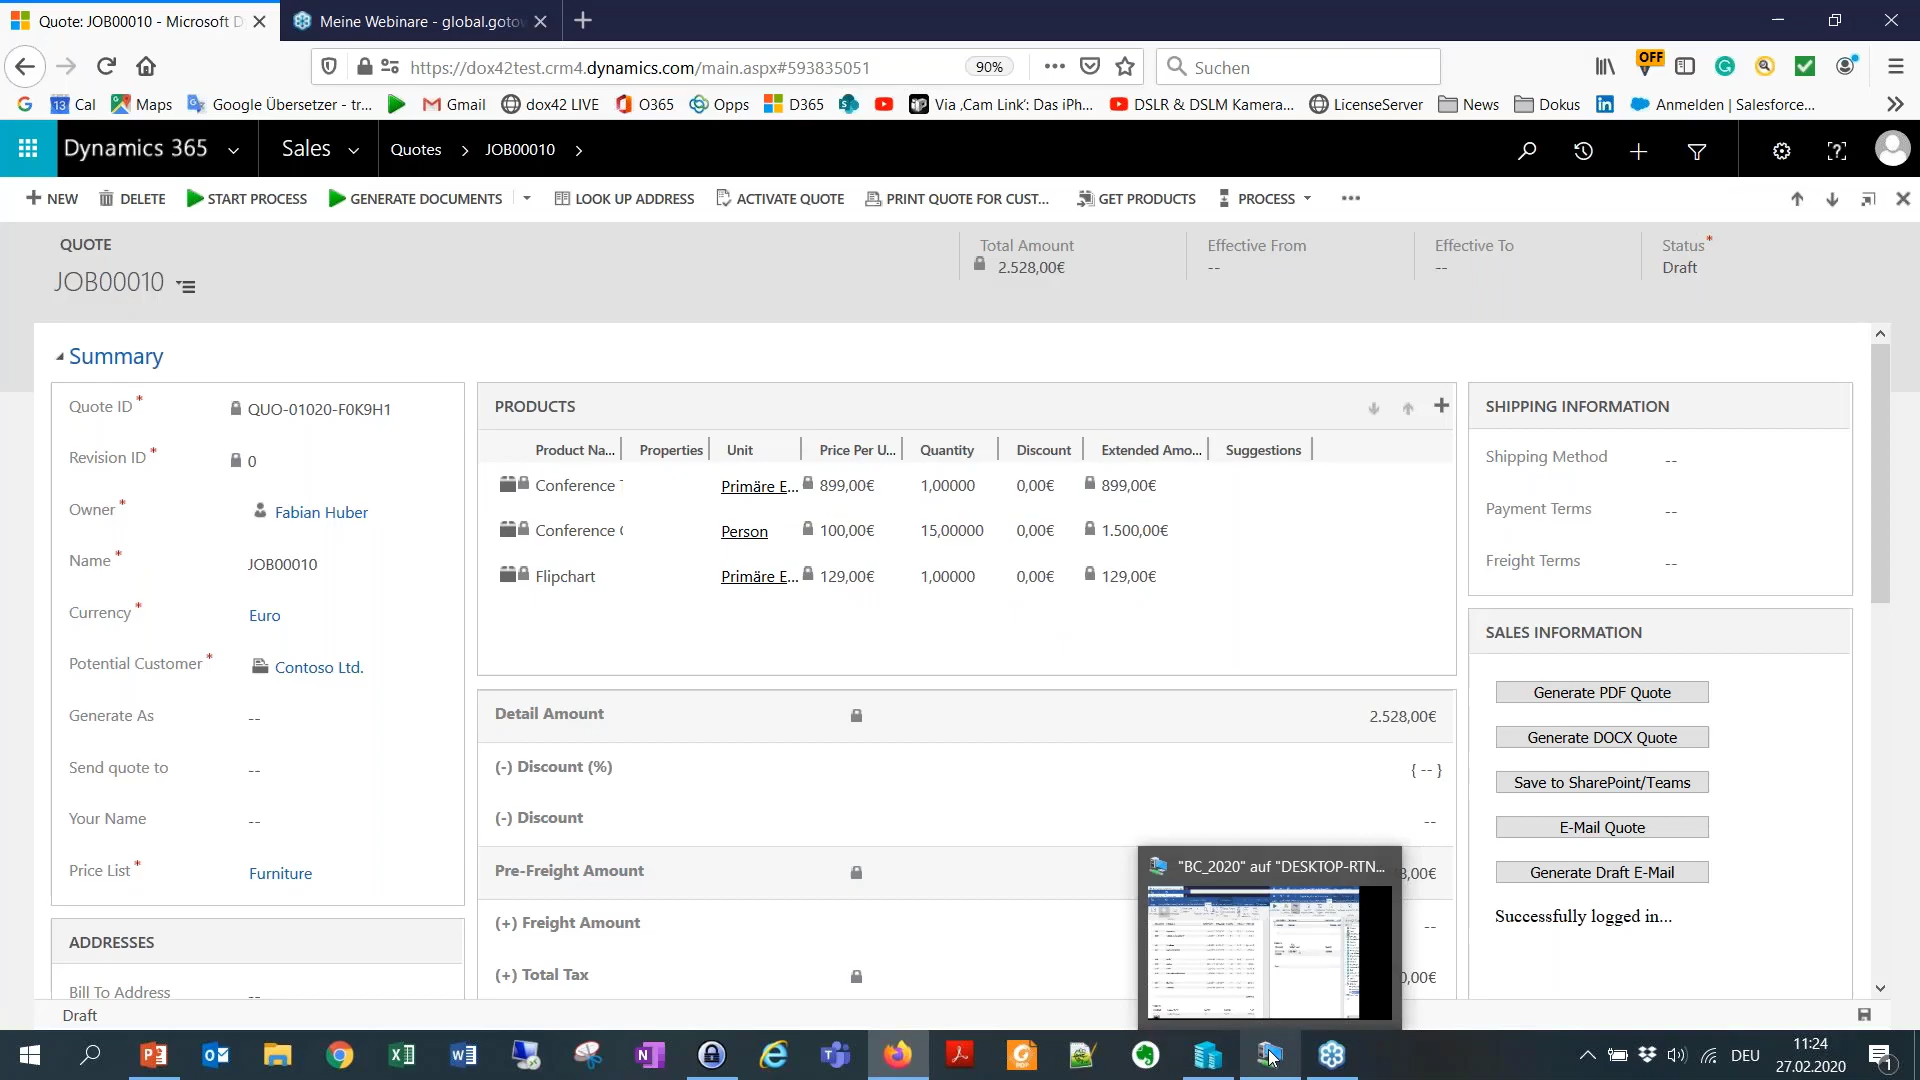 Quote: JOB00010 - Microsoft D
Meine Webinare - global.goto
https://dox42test.crm4.dynamics.com/main.aspx#593835051
90%
Suchen
OFF
Cal
Maps
Google Übersetzer - tr...
Gmail
dox42 LIVE
O365
Opps
D365
Via ‚Cam Link': Das iPh...
DSLR & DSLM Kamera...
LicenseServer
News
Dokus
Anmelden | Salesforce...
Dynamics 365
Sales
Quotes
JOB00010
NEW
DELETE
START PROCESS
GENERATE DOCUMENTS
LOOK UP ADDRESS
ACTIVATE QUOTE
PRINT QUOTE FOR CUST...
GET PRODUCTS
PROCESS
QUOTE
JOB00010
Total Amount
2.528,00€
Effective From
--
Effective To
--
Status*
Draft
Summary
Quote ID* QUO-01020-F0K9H1
Revision ID* 0
Owner* Fabian Huber
Name* JOB00010
Currency* Euro
Potential Customer* Contoso Ltd.
Generate As --
Send quote to --
Your Name --
Price List* Furniture
ADDRESSES
Bill To Address --
PRODUCTS
Product Na... Properties Unit Price Per U... Quantity Discount Extended Amo... Suggestions
Conference Primäre E... 899,00€ 1,00000 0,00€ 899,00€
Conference Person 100,00€ 15,00000 0,00€ 1.500,00€
Flipchart Primäre E... 129,00€ 1,00000 0,00€ 129,00€
Detail Amount 2.528,00€
(-) Discount (%) { -- }
(-) Discount --
Pre-Freight Amount 8,00€
(+) Freight Amount --
(+) Total Tax 0,00€
SHIPPING INFORMATION
Shipping Method --
Payment Terms --
Freight Terms --
SALES INFORMATION
Generate PDF Quote
Generate DOCX Quote
Save to SharePoint/Teams
E-Mail Quote
Generate Draft E-Mail
Successfully logged in...
"BC_2020" auf "DESKTOP-RTN...
Draft
DEU
11:24
27.02.2020
1